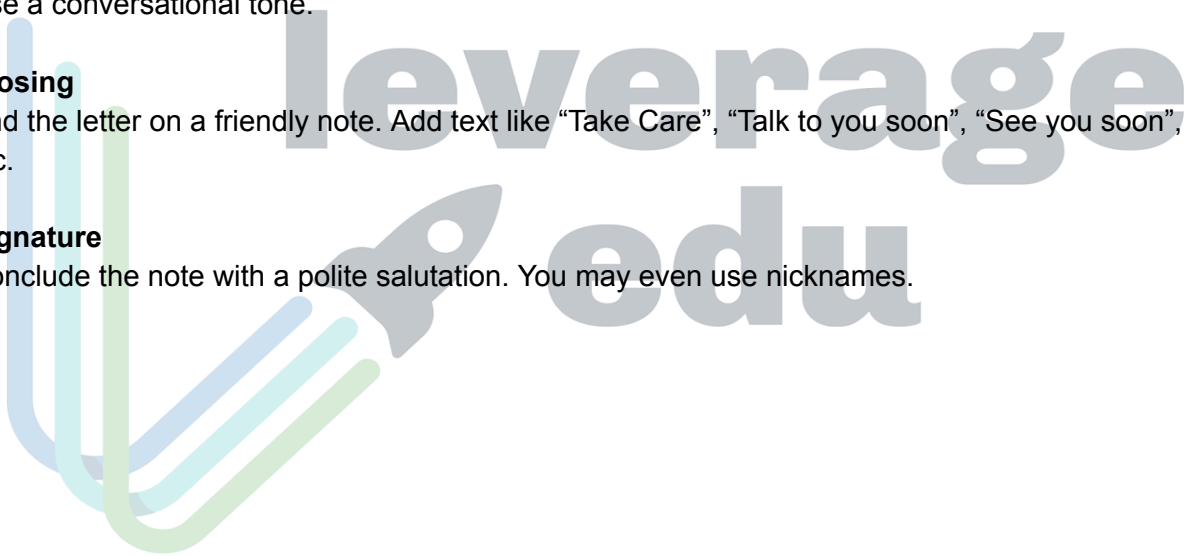 se a conversational tone.
osing
nd the letter on a friendly note. Add text like “Take Care”, “Talk to you soon”, “See you soon”,
c.
gnature
onclude the note with a polite salutation. You may even use nicknames.
leverage
edu